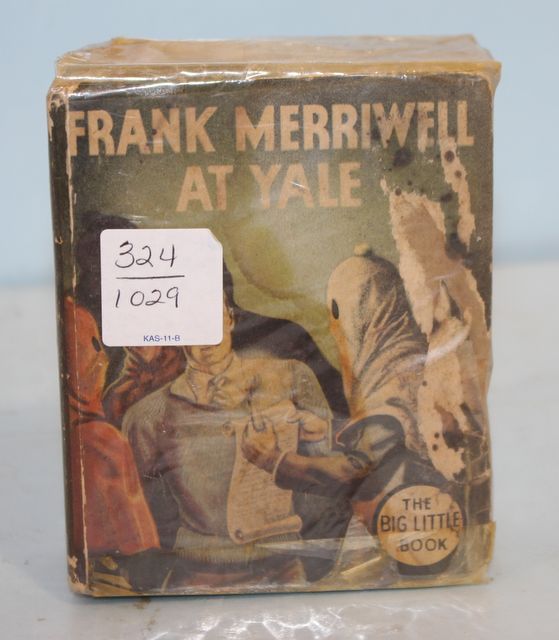 FRANK MERRIWELL
AT YALE
324
1029
KAS-11-B
THE
BIG LITTLE
BOOK